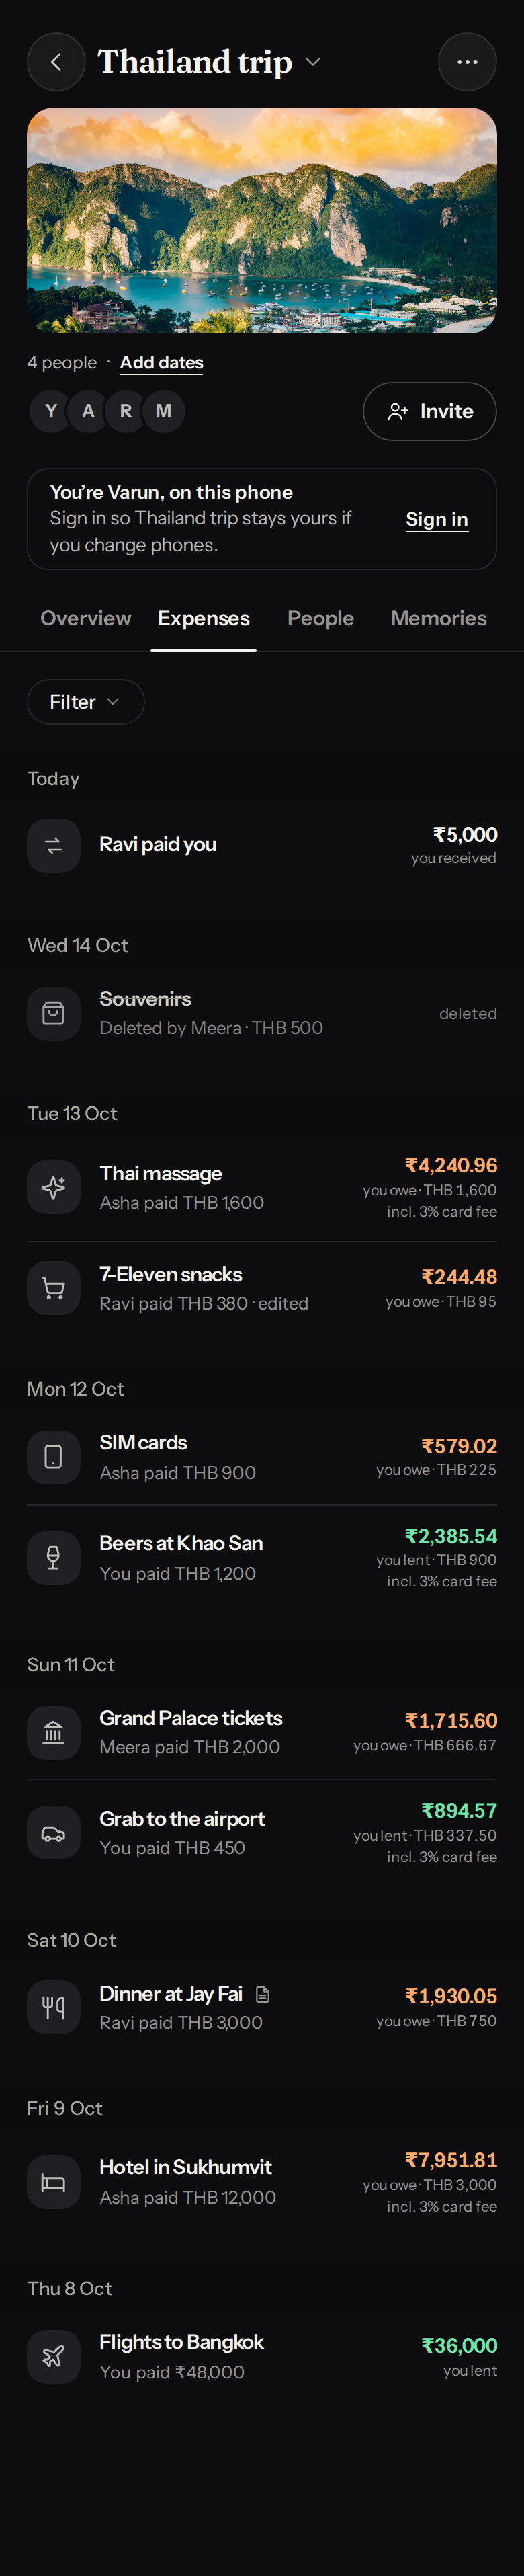 Thailand trip
4 people · Add dates
Y A R M
Invite
You’re Varun, on this phone
Sign in so Thailand trip stays yours if
you change phones.
Sign in
Overview Expenses People Memories
Filter
Today
Ravi paid you
₹5,000
you received
Wed 14 Oct
Souvenirs
Deleted by Meera · THB 500
deleted
Tue 13 Oct
Thai massage
Asha paid THB 1,600
₹4,240.96
you owe · THB 1,600
incl. 3% card fee
7-Eleven snacks
Ravi paid THB 380 · edited
₹244.48
you owe · THB 95
Mon 12 Oct
SIM cards
Asha paid THB 900
₹579.02
you owe · THB 225
Beers at Khao San
You paid THB 1,200
₹2,385.54
you lent · THB 900
incl. 3% card fee
Sun 11 Oct
Grand Palace tickets
Meera paid THB 2,000
₹1,715.60
you owe · THB 666.67
Grab to the airport
You paid THB 450
₹894.57
you lent · THB 337.50
incl. 3% card fee
Sat 10 Oct
Dinner at Jay Fai
Ravi paid THB 3,000
₹1,930.05
you owe · THB 750
Fri 9 Oct
Hotel in Sukhumvit
Asha paid THB 12,000
₹7,951.81
you owe · THB 3,000
incl. 3% card fee
Thu 8 Oct
Flights to Bangkok
You paid ₹48,000
₹36,000
you lent